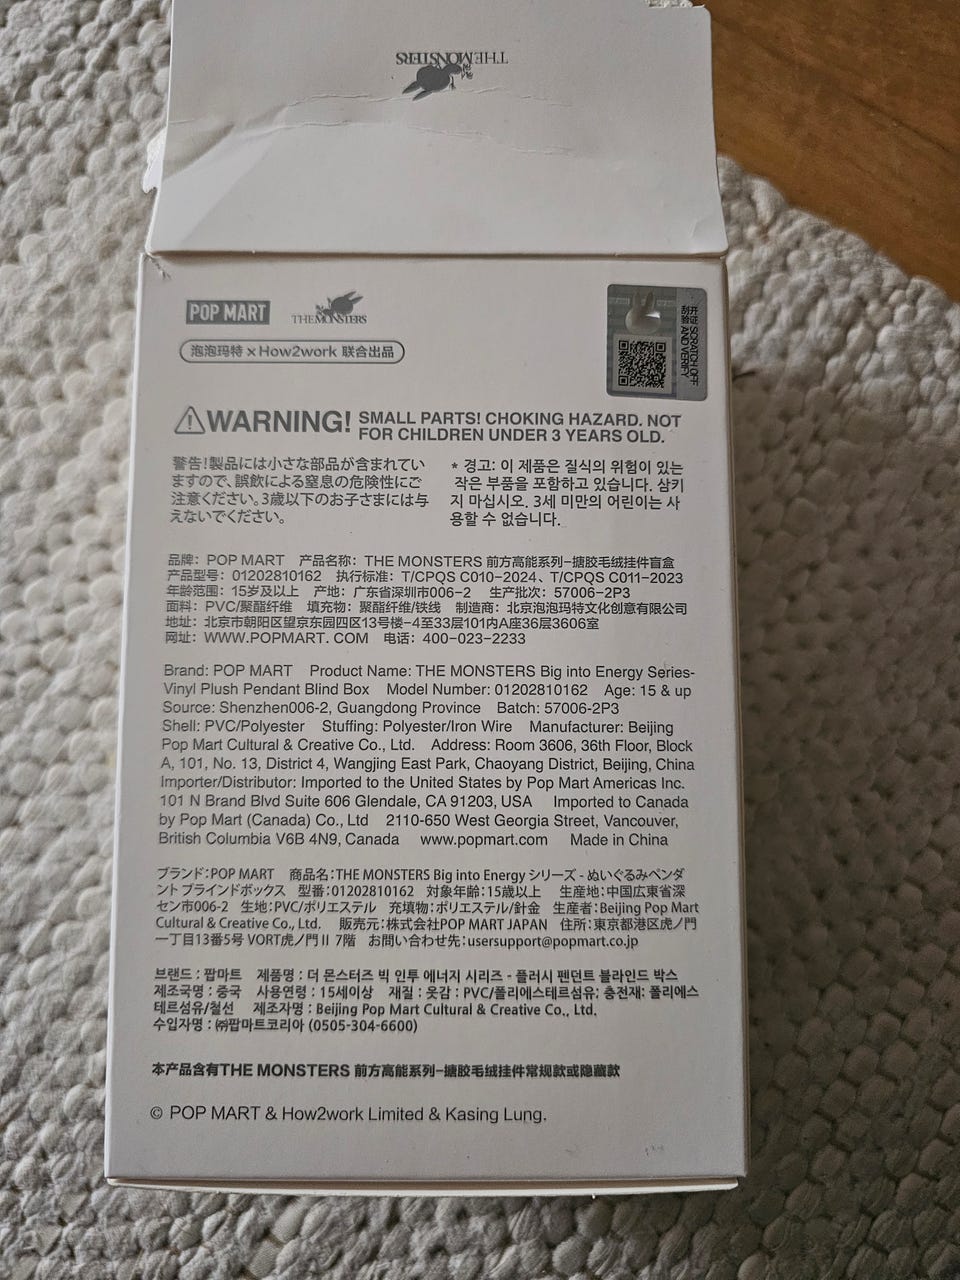 THE MONSTERS
POP MART
THE MONSTERS
泡泡玛特 × How2work 联合出品
刮开涂层 验证真伪
SCRATCH OFF AND VERIFY
WARNING! SMALL PARTS! CHOKING HAZARD. NOT
FOR CHILDREN UNDER 3 YEARS OLD.
警告!製品には小さな部品が含まれてい
ますので、誤飲による窒息の危険性にご
注意ください。3歳以下のお子さまには与
えないでください。
* 경고: 이 제품은 질식의 위험이 있는
작은 부품을 포함하고 있습니다. 삼키
지 마십시오. 3세 미만의 어린이는 사
용할 수 없습니다.
品牌: POP MART 产品名称: THE MONSTERS 前方高能系列-搪胶毛绒挂件盲盒
产品型号: 01202810162 执行标准: T/CPQS C010-2024、T/CPQS C011-2023
年龄范围: 15岁及以上 产地: 广东省深圳市006-2 生产批次: 57006-2P3
面料: PVC/聚酯纤维 填充物: 聚酯纤维/铁线 制造商: 北京泡泡玛特文化创意有限公司
地址: 北京市朝阳区望京东园四区13号楼-4至33层101内A座36层3606室
网址: WWW.POPMART. COM 电话: 400-023-2233
Brand: POP MART Product Name: THE MONSTERS Big into Energy Series-
Vinyl Plush Pendant Blind Box Model Number: 01202810162 Age: 15 & up
Source: Shenzhen006-2, Guangdong Province Batch: 57006-2P3
Shell: PVC/Polyester Stuffing: Polyester/Iron Wire Manufacturer: Beijing
Pop Mart Cultural & Creative Co., Ltd. Address: Room 3606, 36th Floor, Block
A, 101, No. 13, District 4, Wangjing East Park, Chaoyang District, Beijing, China
Importer/Distributor: Imported to the United States by Pop Mart Americas Inc.
101 N Brand Blvd Suite 606 Glendale, CA 91203, USA Imported to Canada
by Pop Mart (Canada) Co., Ltd 2110-650 West Georgia Street, Vancouver,
British Columbia V6B 4N9, Canada www.popmart.com Made in China
ブランド:POP MART 商品名:THE MONSTERS Big into Energy シリーズ - ぬいぐるみペンダ
ント ブラインドボックス 型番:01202810162 対象年齢:15歳以上 生産地:中国広東省深
セン市006-2 生地:PVC/ポリエステル 充填物:ポリエステル/針金 生産者:Beijing Pop Mart
Cultural & Creative Co., Ltd. 販売元:株式会社POP MART JAPAN 住所:東京都港区虎ノ門
一丁目13番5号 VORT虎ノ門Ⅱ 7階 お問い合わせ先:usersupport@popmart.co.jp
브랜드 : 팝마트 제품명 : 더 몬스터즈 빅 인투 에너지 시리즈 - 플러시 펜던트 블라인드 박스
제조국명 : 중국 사용연령 : 15세이상 재질 : 옷감 : PVC/폴리에스테르섬유; 충전재: 폴리에스
테르섬유/철선 제조자명 : Beijing Pop Mart Cultural & Creative Co., Ltd.
수입자명 : ㈜팝마트코리아 (0505-304-6600)
本产品含有THE MONSTERS 前方高能系列-搪胶毛绒挂件常规款或隐藏款
© POP MART & How2work Limited & Kasing Lung.